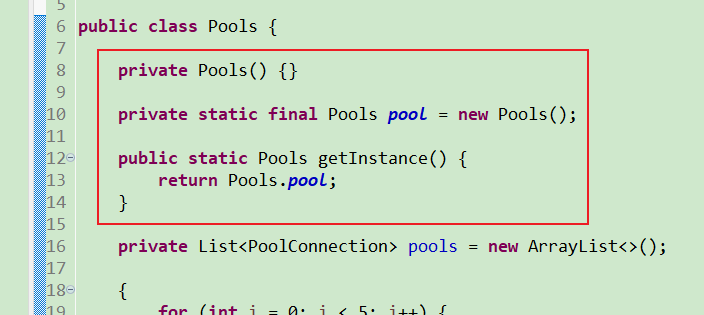 5
6 public class Pools {
7
8 private Pools() {}
9
10 private static final Pools pool = new Pools();
11
12 public static Pools getInstance() {
13 return Pools.pool;
14 }
15
16 private List<PoolConnection> pools = new ArrayList<>();
17
18 {
19 for (int i = 0; i < 5; i++) {